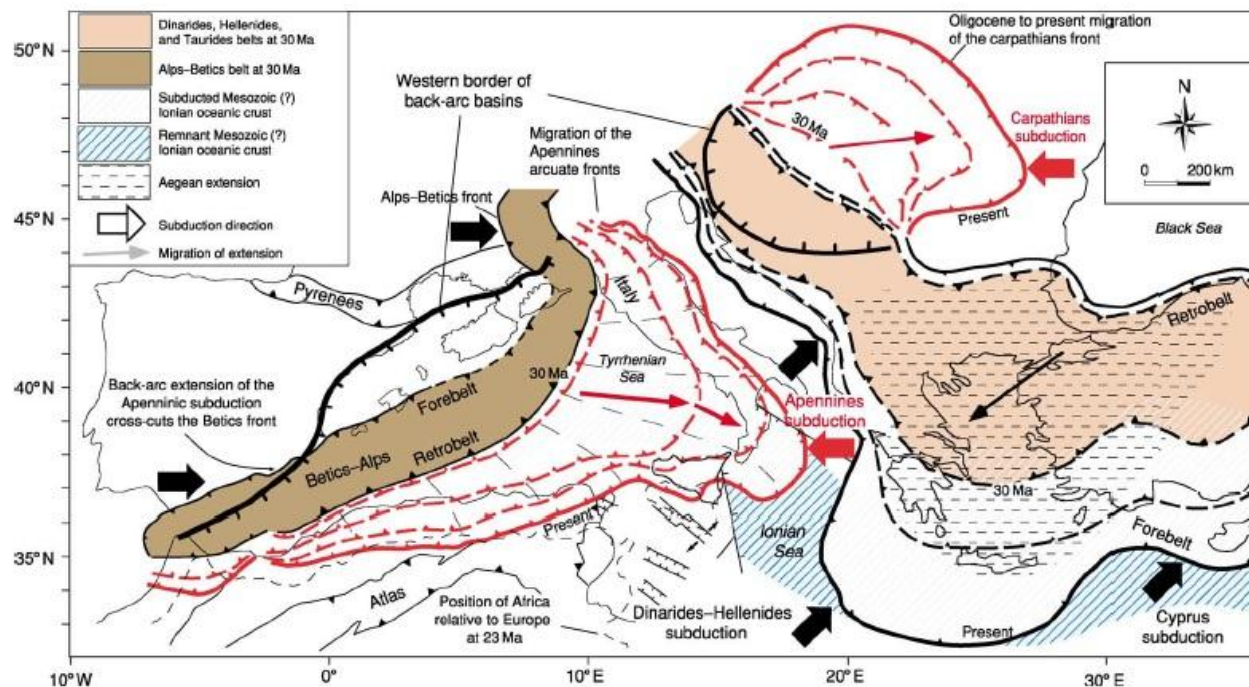 Dinarides, Hellenides,
and Taurides belts at 30 Ma
Alps–Betics belt at 30 Ma
Subducted Mesozoic (?)
Ionian oceanic crust
Remnant Mesozoic (?)
Ionian oceanic crust
Aegean extension
Subduction direction
Migration of extension
50°N
45°N
40°N
35°N
10°W
0°
10°E
20°E
30°E
Western border of
back-arc basins
Oligocene to present migration
of the carpathians front
N
0 200 km
30 Ma
Carpathians
subduction
Present
Black Sea
Migration of the
Apennines
arcuate fronts
Alps–Betics front
Pyrenees
Italy
Tyrrhenian
Sea
30 Ma
Back-arc extension of the
Apenninic subduction
cross-cuts the Betics front
Forebelt
Betics–Alps
Retrobelt
Apennines
subduction
Retrobelt
30 Ma
Present
Ionian
Sea
Forebelt
Atlas
Position of Africa
relative to Europe
at 23 Ma
Dinarides–Hellenides
subduction
Present
Cyprus
subduction